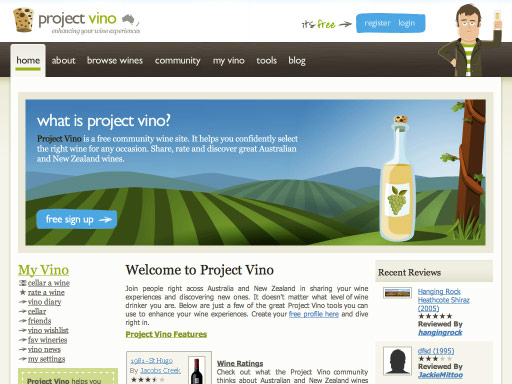 project vino
enhancing your wine experiences
it's free
register login
home about browse wines community my vino tools blog
what is project vino?
Project Vino is a free community wine site. It helps you confidently select
the right wine for any occasion. Share, rate and discover great Australian
and New Zealand wines.
free sign up
My Vino
cellar a wine
rate a wine
vino diary
cellar
friends
vino wishlist
fav wineries
vino news
my settings
Project Vino helps you
Welcome to Project Vino
Join people right acoss Australia and New Zealand in sharing your wine
experiences and discovering new ones. It doesn't matter what level of wine
drinker you are. Below are just a few of the great Project Vino tools you can
use to enhance your wine experiences. Create your free profile here and dive
right in.
Project Vino Features
1981 - St Hugo
By Jacobs Creek
Wine Ratings
Check out what the Project Vino community
thinks about Australian and New Zealand wines
Recent Reviews
Hanging Rock
Heathcote Shiraz
(2005)
★★★★★
Reviewed By
hangingrock
dfsd (1995)
★★★★★
Reviewed By
JackieMittoo